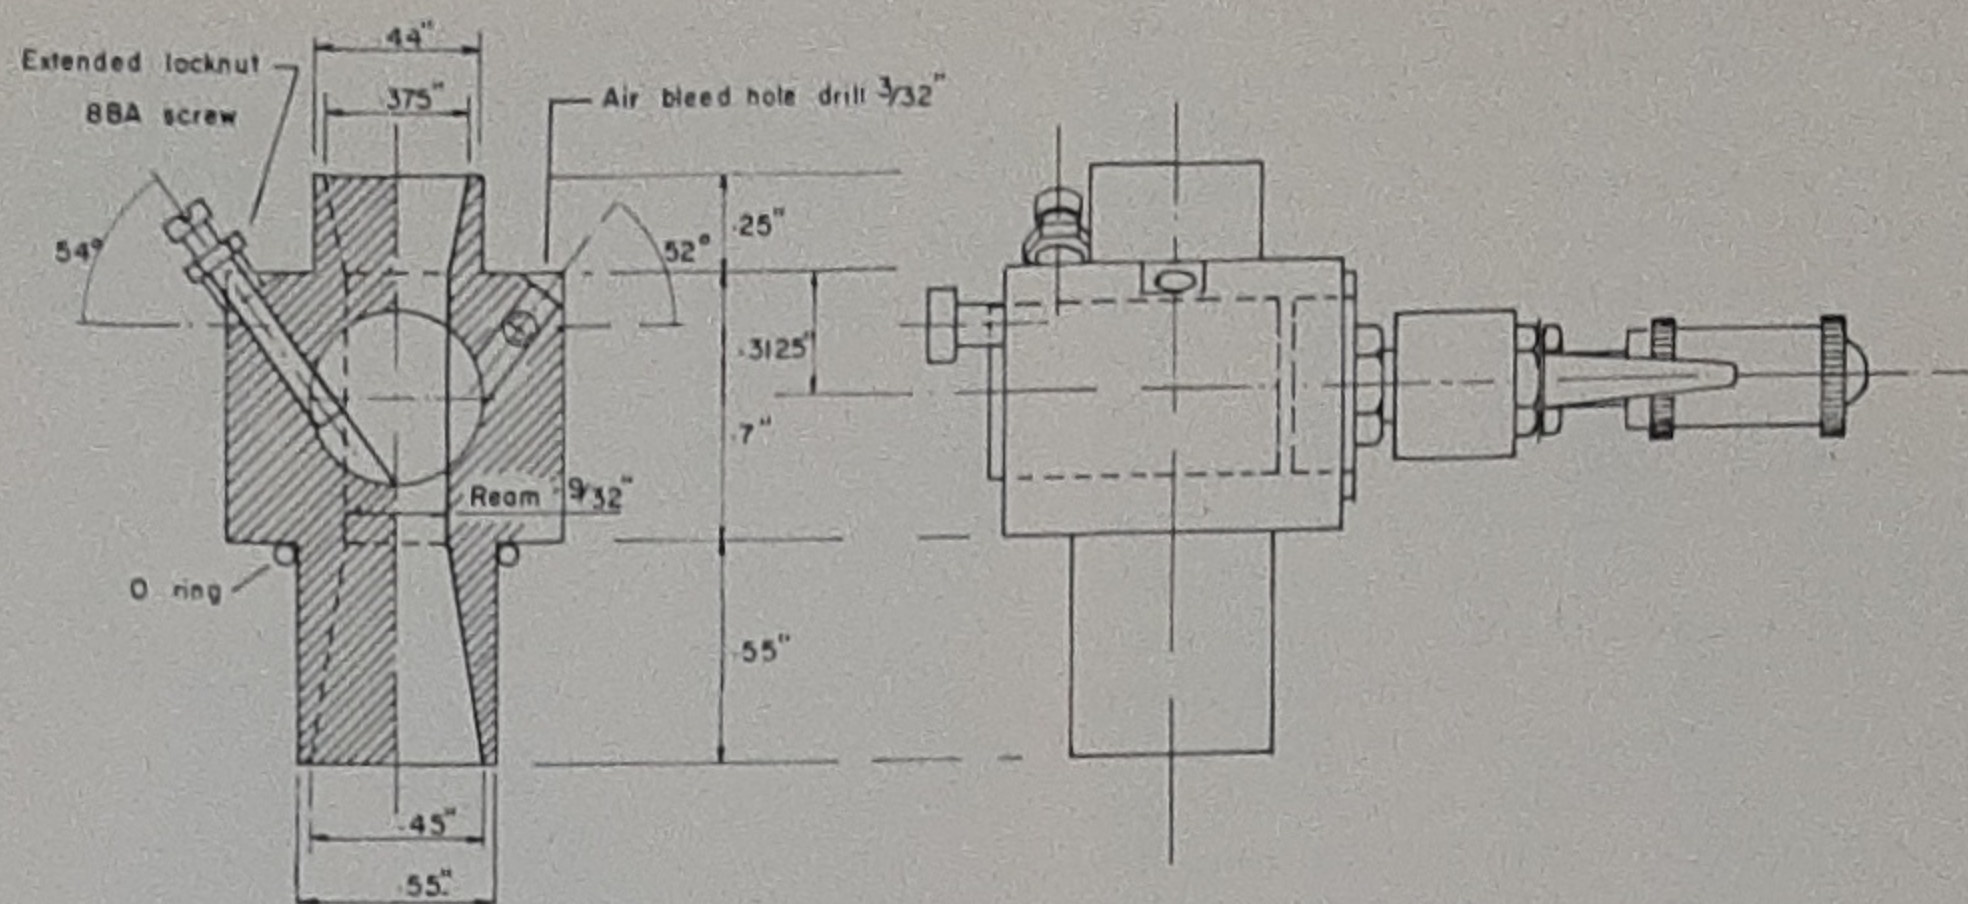 .44"
Extended locknut
8BA screw
.375"
Air bleed hole drill 3/32"
54°
52°
.25"
.3125"
.7"
Ream 9/32"
O ring
.55"
.45"
.55"